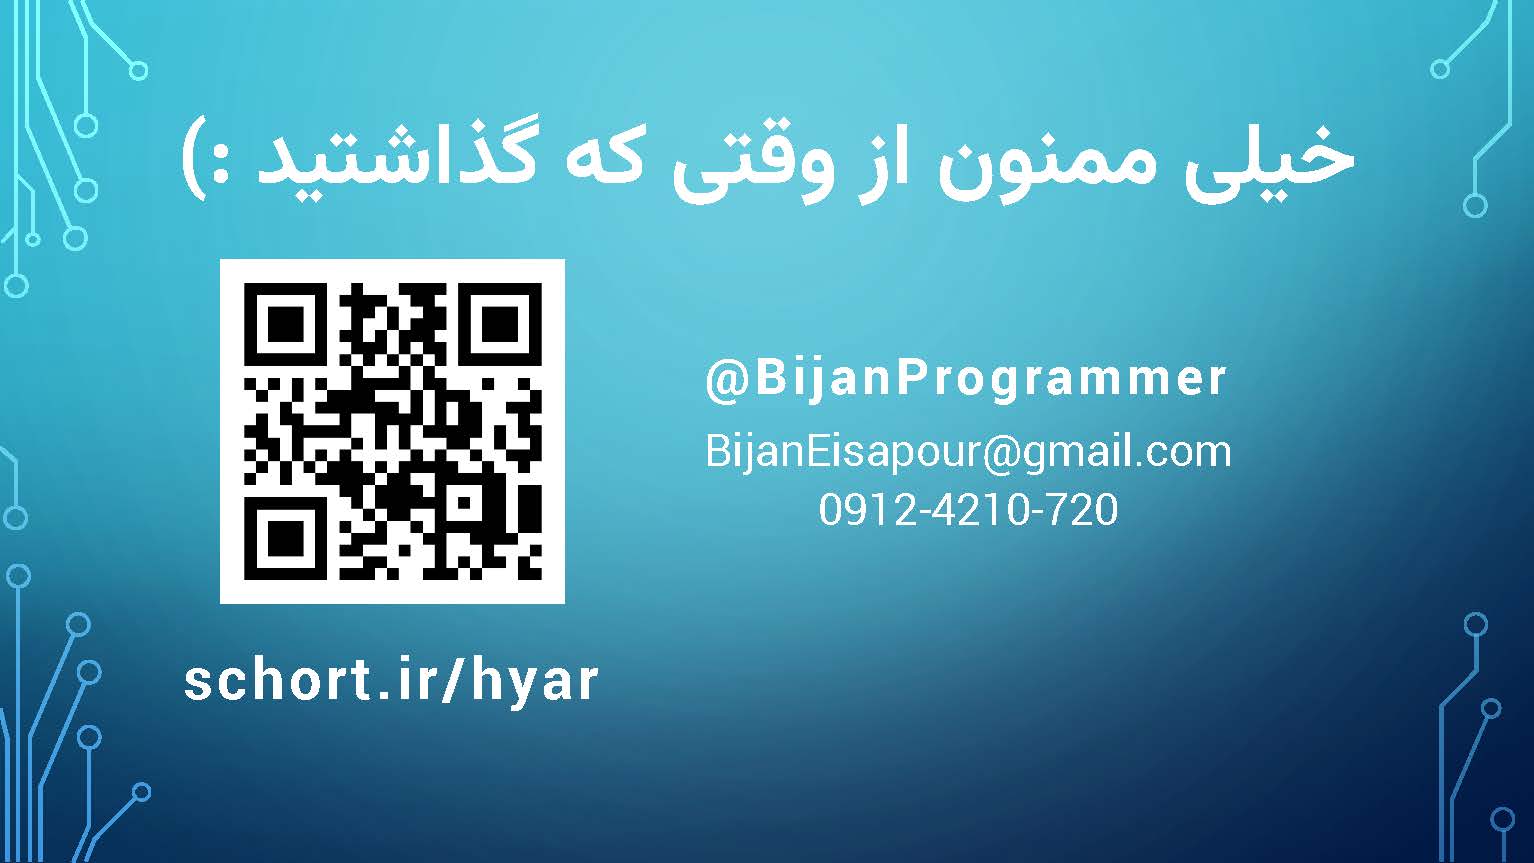 خیلی ممنون از وقتی که گذاشتید :)
@BijanProgrammer
BijanEisapour@gmail.com
0912-4210-720
schort.ir/hyar